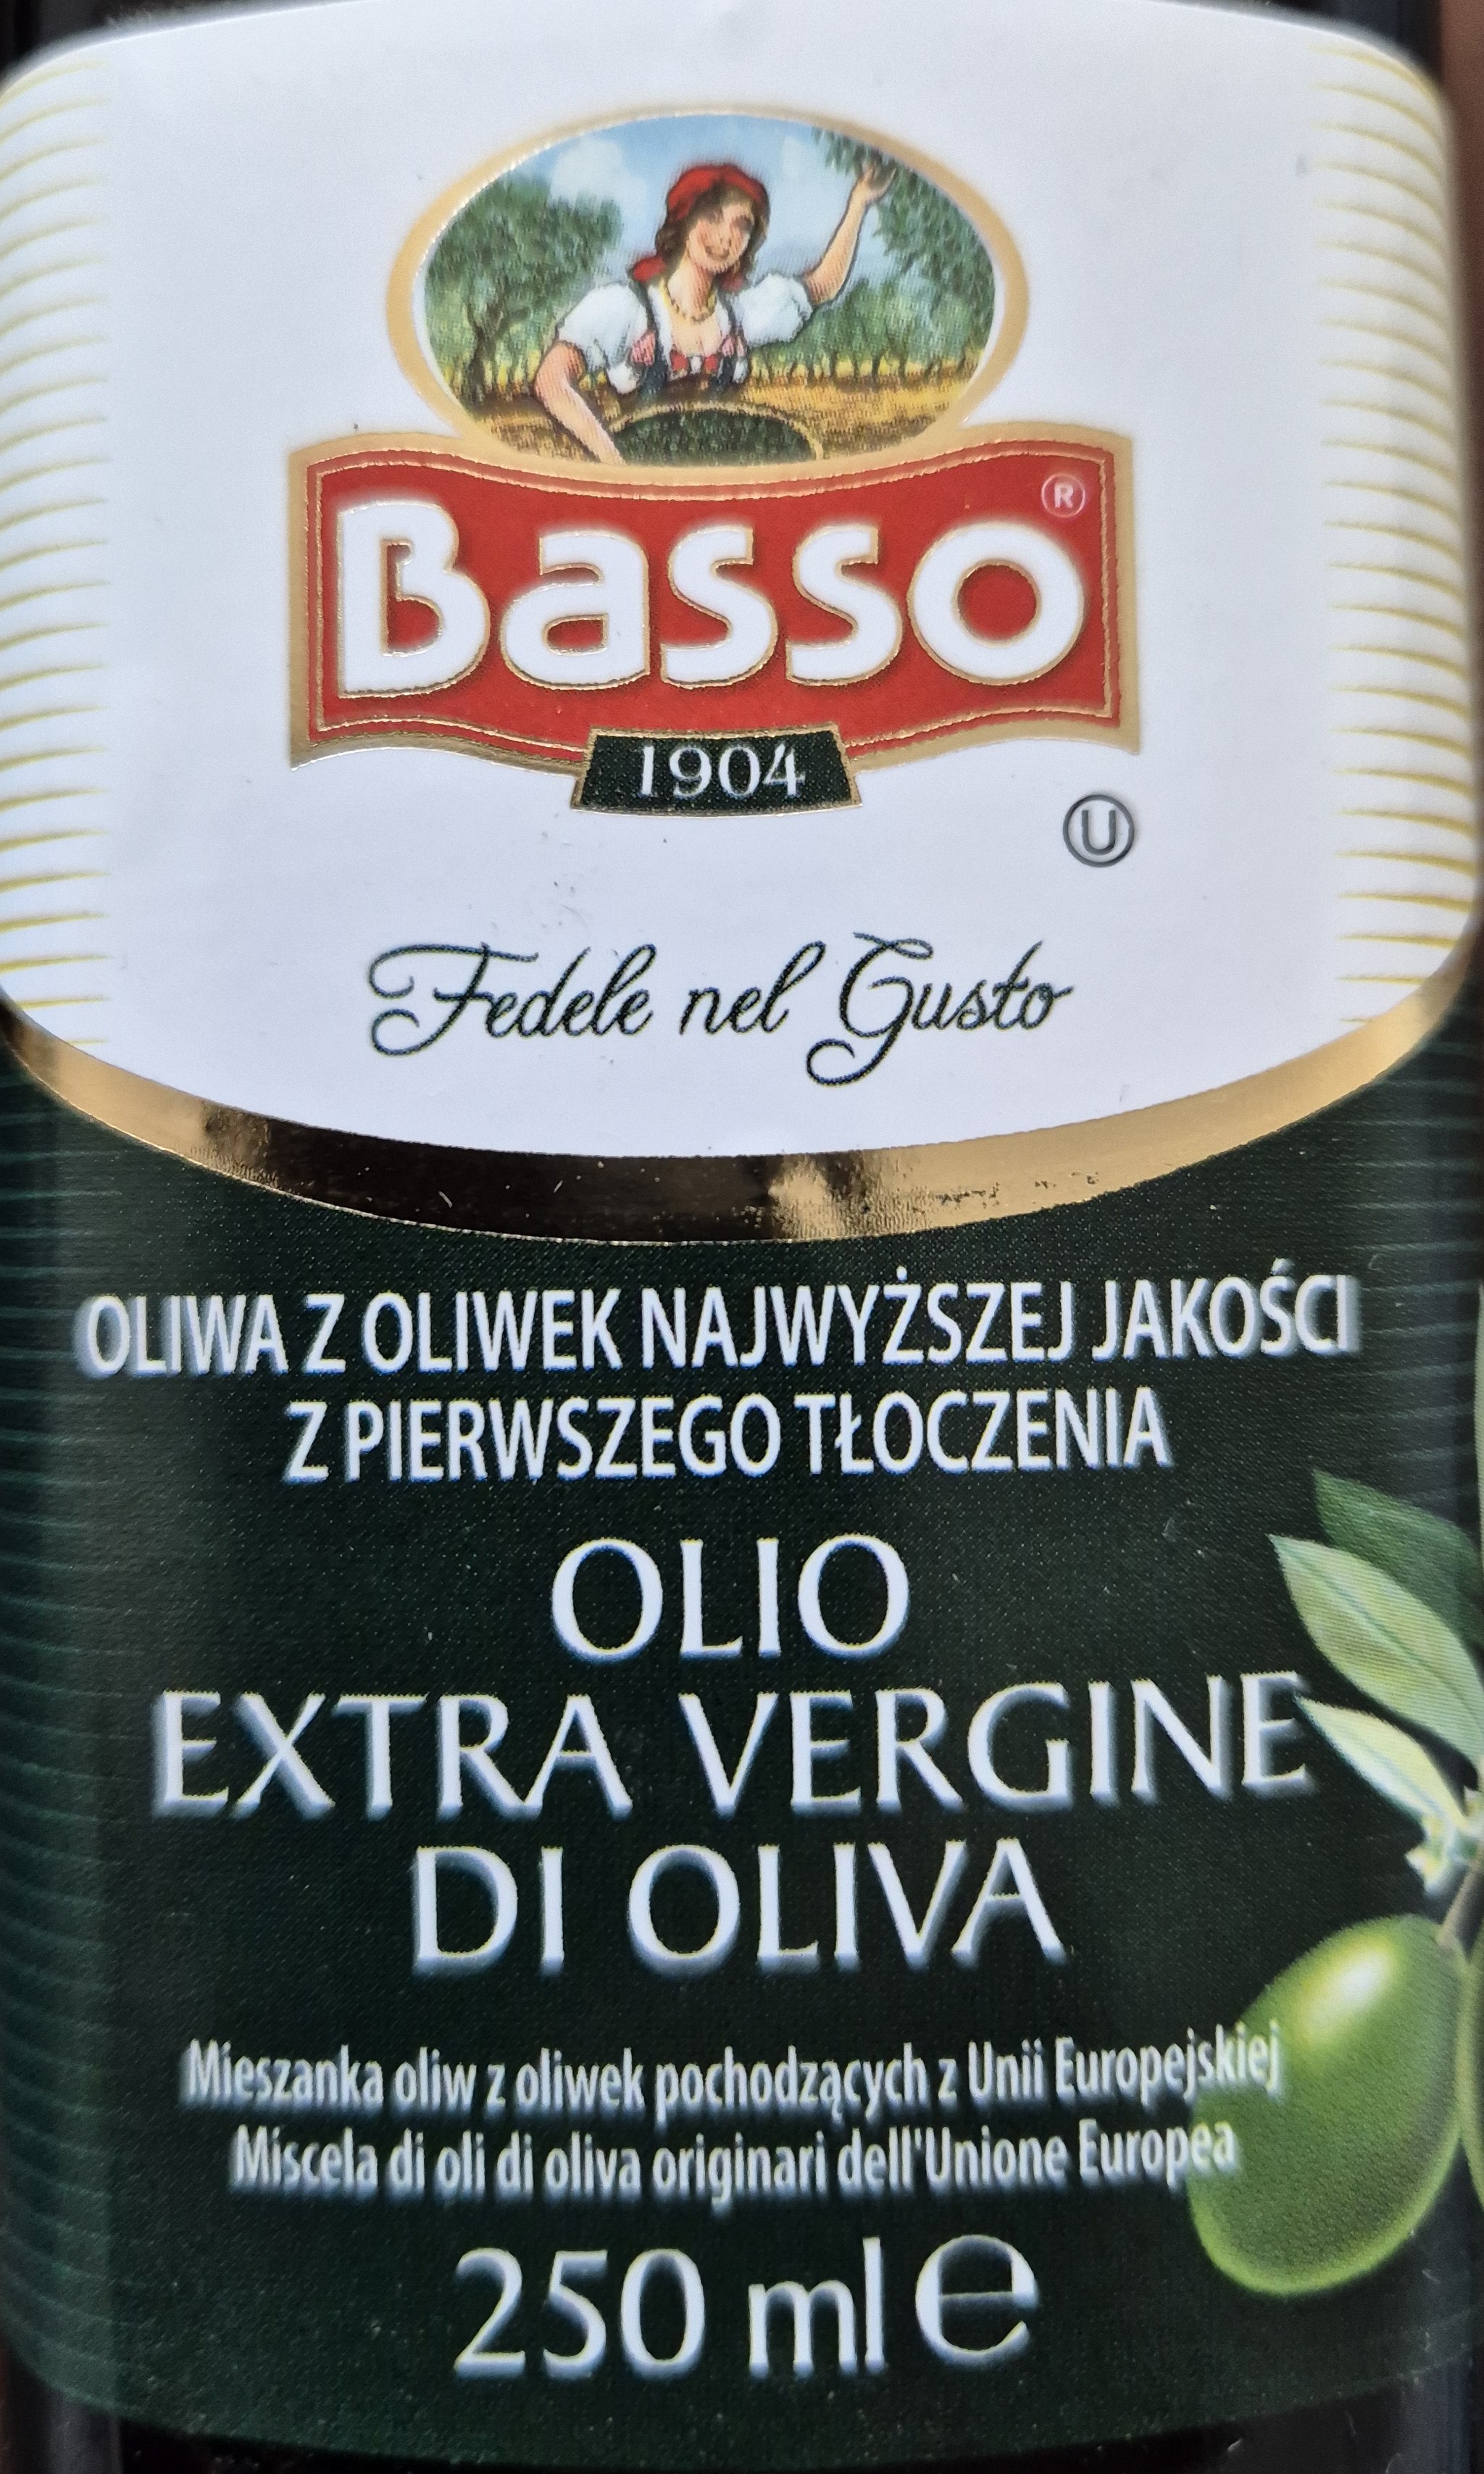 Basso®
1904
Ⓤ
Fedele nel Gusto
OLIWA Z OLIWEK NAJWYŻSZEJ JAKOŚCI
Z PIERWSZEGO TŁOCZENIA
OLIO
EXTRA VERGINE
DI OLIVA
Mieszanka oliw z oliwek pochodzących z Unii Europejskiej
Miscela di oli di oliva originari dell'Unione Europea
250 ml e